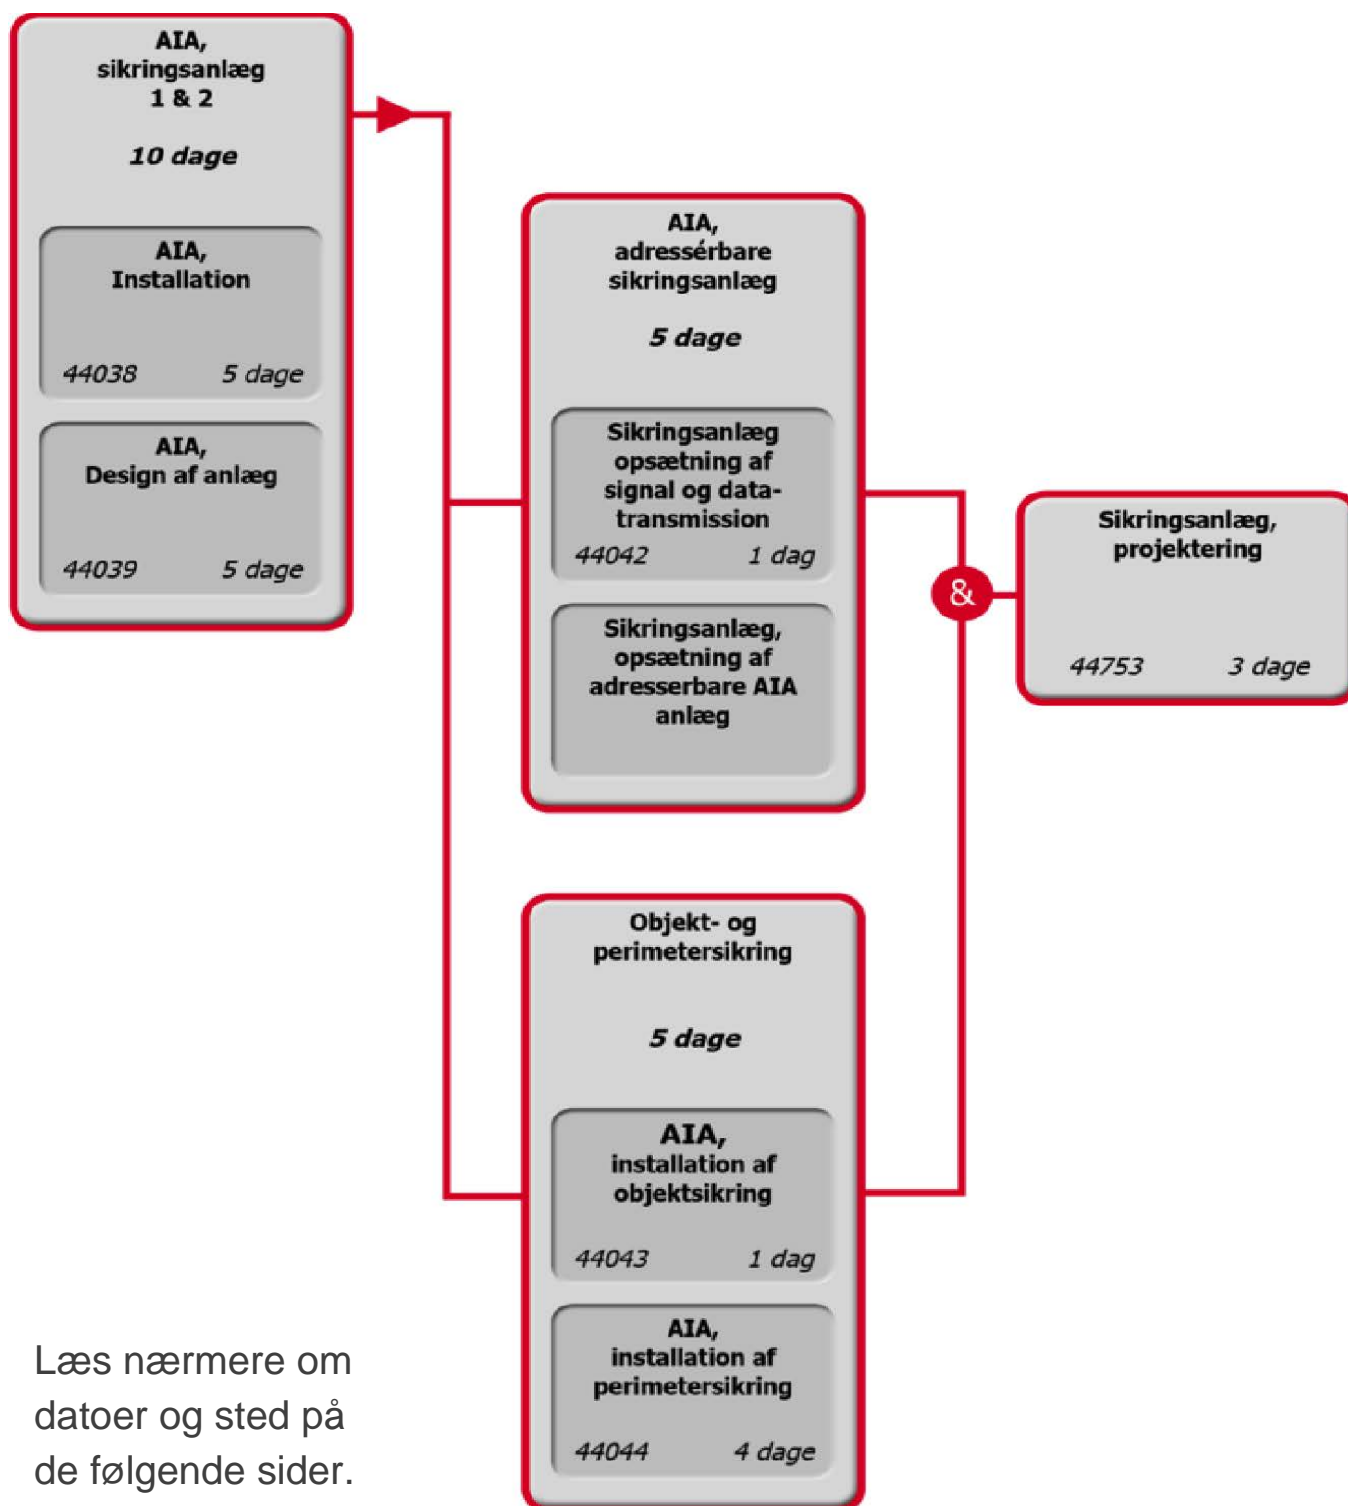 AIA,
sikringsanlæg
1 & 2
10 dage
AIA,
Installation
44038 5 dage
AIA,
Design af anlæg
44039 5 dage
AIA,
adressérbare
sikringsanlæg
5 dage
Sikringsanlæg
opsætning af
signal og data-
transmission
44042 1 dag
Sikringsanlæg,
opsætning af
adresserbare AIA
anlæg
Objekt- og
perimetersikring
5 dage
AIA,
installation af
objektsikring
44043 1 dag
AIA,
installation af
perimetersikring
44044 4 dage
&
Sikringsanlæg,
projektering
44753 3 dage
Læs nærmere om
datoer og sted på
de følgende sider.